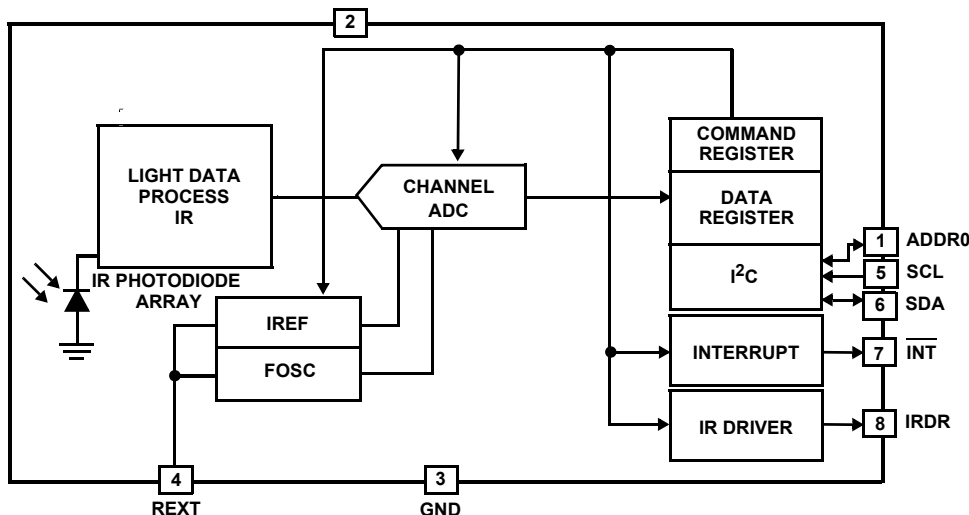 2
LIGHT DATA
PROCESS
IR
CHANNEL
ADC
COMMAND
REGISTER
DATA
REGISTER
I²C
1 ADDR0
5 SCL
6 SDA
IR PHOTODIODE
ARRAY
IREF
FOSC
INTERRUPT
7 INT
IR DRIVER
8 IRDR
4
REXT
3
GND